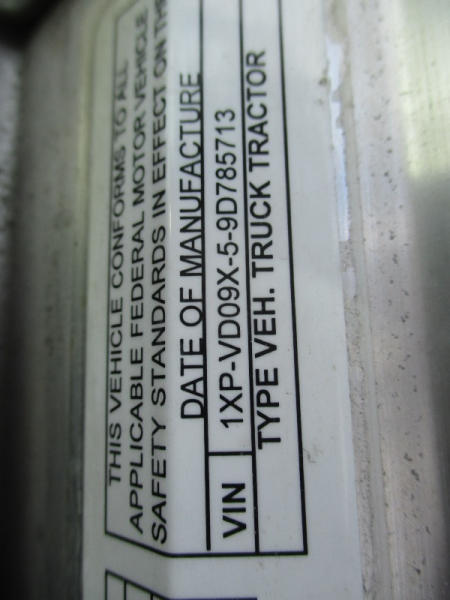 THIS VEHICLE CONFORMS TO ALL
APPLICABLE FEDERAL MOTOR VEHICLE
SAFETY STANDARDS IN EFFECT ON THE
DATE OF MANUFACTURE
VIN 1XP-VD09X-5-9D785713
TYPE VEH. TRUCK TRACTOR